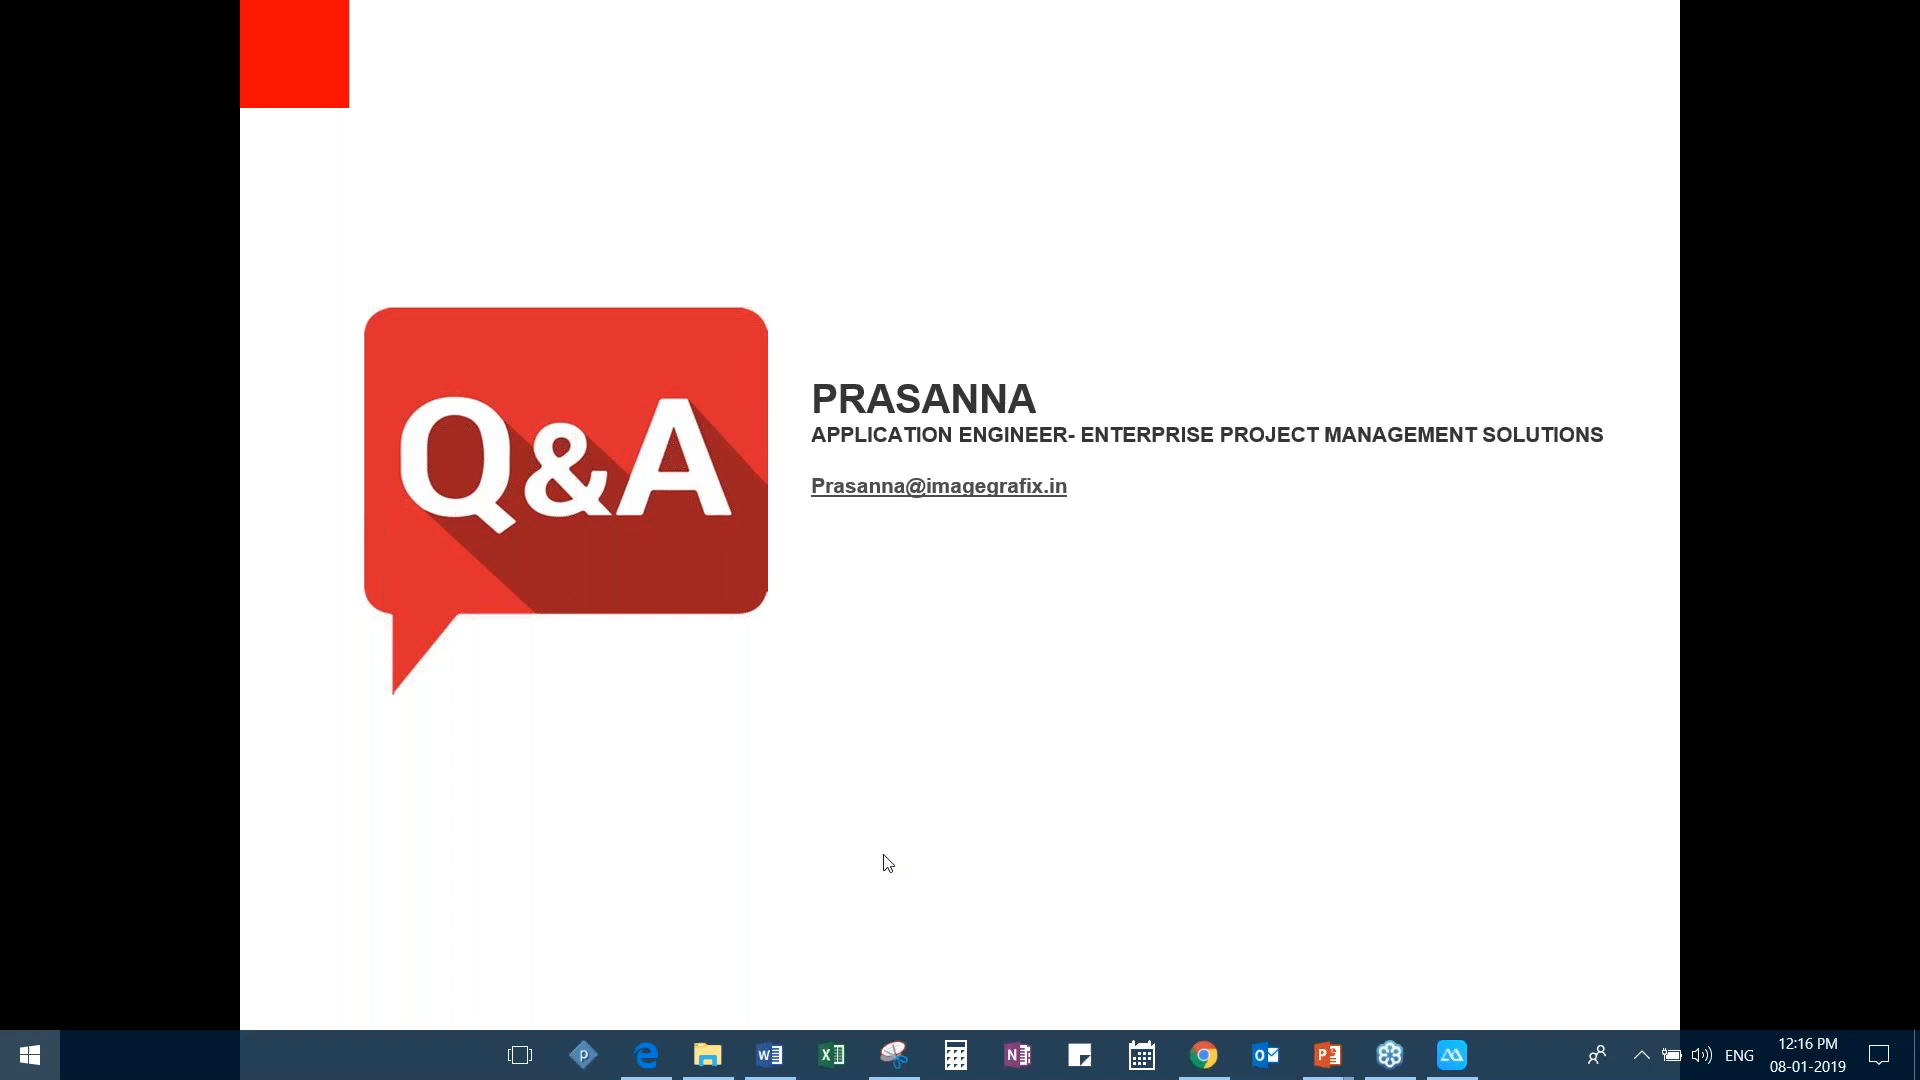 Q&A
PRASANNA
APPLICATION ENGINEER- ENTERPRISE PROJECT MANAGEMENT SOLUTIONS
Prasanna@imagegrafix.in
ENG
12:16 PM
08-01-2019